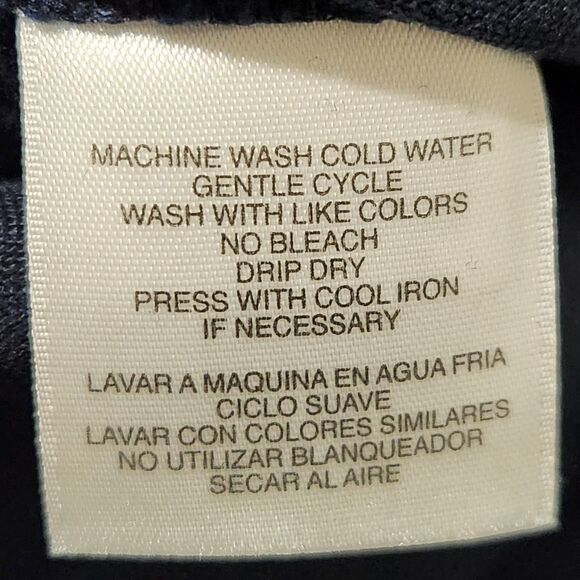 MACHINE WASH COLD WATER
GENTLE CYCLE
WASH WITH LIKE COLORS
NO BLEACH
DRIP DRY
PRESS WITH COOL IRON
IF NECESSARY
LAVAR A MAQUINA EN AGUA FRIA
CICLO SUAVE
LAVAR CON COLORES SIMILARES
NO UTILIZAR BLANQUEADOR
SECAR AL AIRE